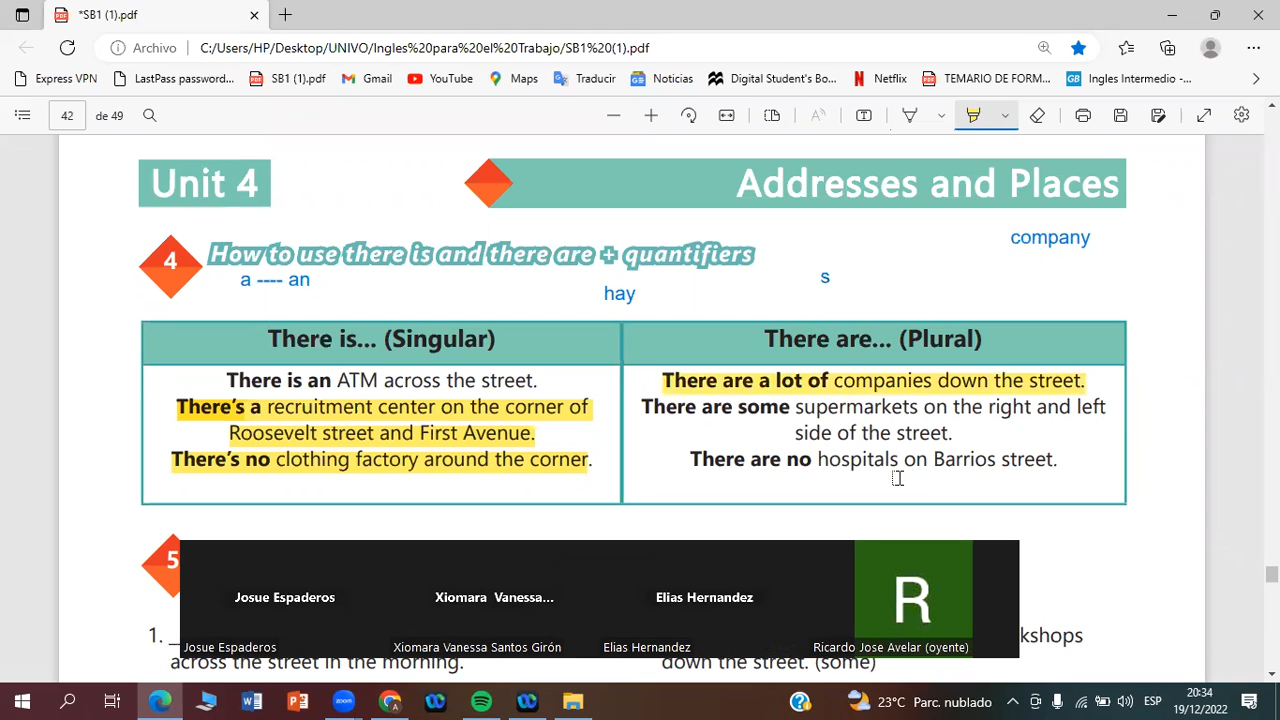 *SB1 (1).pdf
Archivo
C:/Users/HP/Desktop/UNIVO/Ingles%20para%20el%20Trabajo/SB1%20(1).pdf
Express VPN
LastPass password...
SB1 (1).pdf
Gmail
YouTube
Maps
Traducir
Noticias
Digital Student's Bo...
Netflix
TEMARIO DE FORM...
Ingles Intermedio -...
42
de 49
Unit 4
Addresses and Places
company
4
How to use there is and there are + quantifiers
a ---- an
s
hay
There is... (Singular)
There are... (Plural)
There is an ATM across the street.
There's a recruitment center on the corner of
Roosevelt street and First Avenue.
There's no clothing factory around the corner.
There are a lot of companies down the street.
There are some supermarkets on the right and left
side of the street.
There are no hospitals on Barrios street.
5
Josue Espaderos
Xiomara Vanessa...
Elias Hernandez
R
Josue Espaderos
Xiomara Vanessa Santos Girón
Elias Hernandez
Ricardo Jose Avelar (oyente)
1. _
kshops
across the street in the morning.
down the street. (some)
23°C Parc. nublado
ESP
20:34
19/12/2022